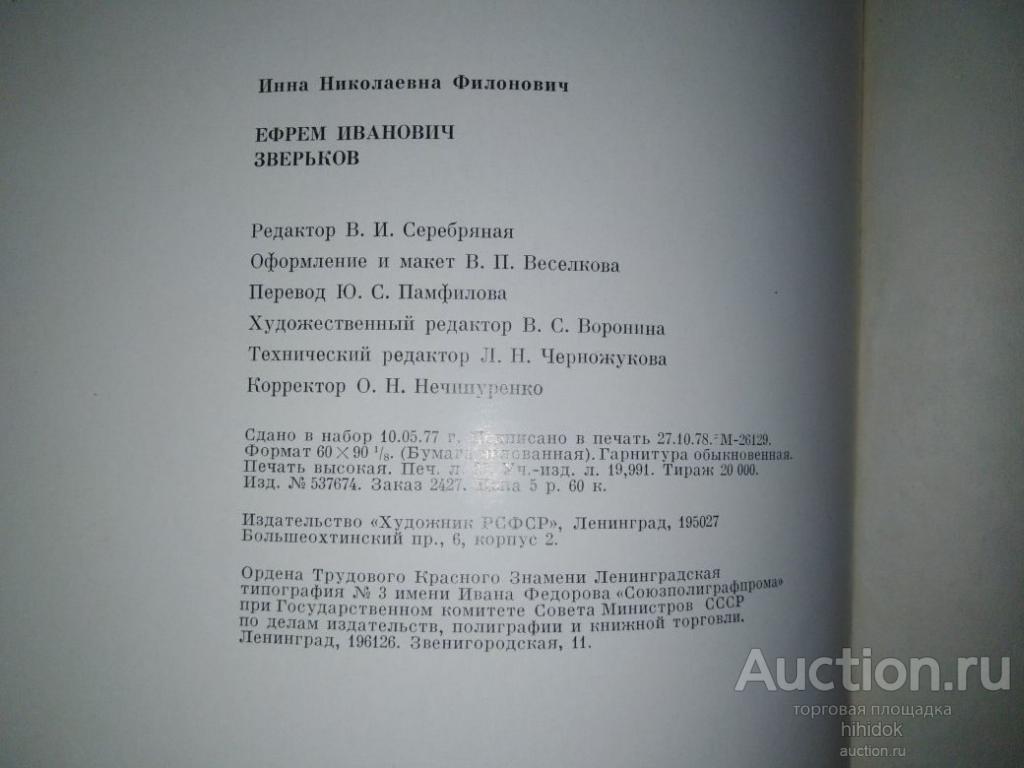 Инна Николаевна Филонович
ЕФРЕМ ИВАНОВИЧ
ЗВЕРЬКОВ
Редактор В. И. Серебряная
Оформление и макет В. П. Веселкова
Перевод Ю. С. Памфилова
Художественный редактор В. С. Воронина
Технический редактор Л. Н. Черножукова
Корректор О. Н. Нечипуренко
Сдано в набор 10.05.77 г. Подписано в печать 27.10.78. М-26129.
Формат 60×90 1/8. (Бумага мелованная). Гарнитура обыкновенная.
Печать высокая. Печ. л. Уч.-изд. л. 19,991. Тираж 20 000.
Изд. № 537674. Заказ 2427. Цена 5 р. 60 к.
Издательство «Художник РСФСР», Ленинград, 195027
Большеохтинский пр., 6, корпус 2.
Ордена Трудового Красного Знамени Ленинградская
типография № 3 имени Ивана Федорова «Союзполиграфпрома»
при Государственном комитете Совета Министров СССР
по делам издательств, полиграфии и книжной торговли.
Ленинград, 196126. Звенигородская, 11.
Auction.ru
торговая площадка
hihidok
auction.ru